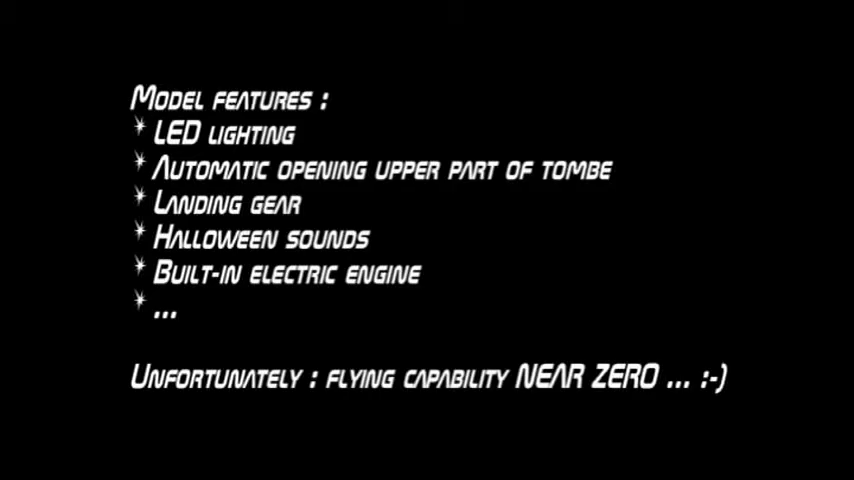 Model features :
* LED lighting
* Automatic opening upper part of tombe
* Landing gear
* Halloween sounds
* Built-in electric engine
* ...
Unfortunately : flying capability NEAR ZERO ... :-)